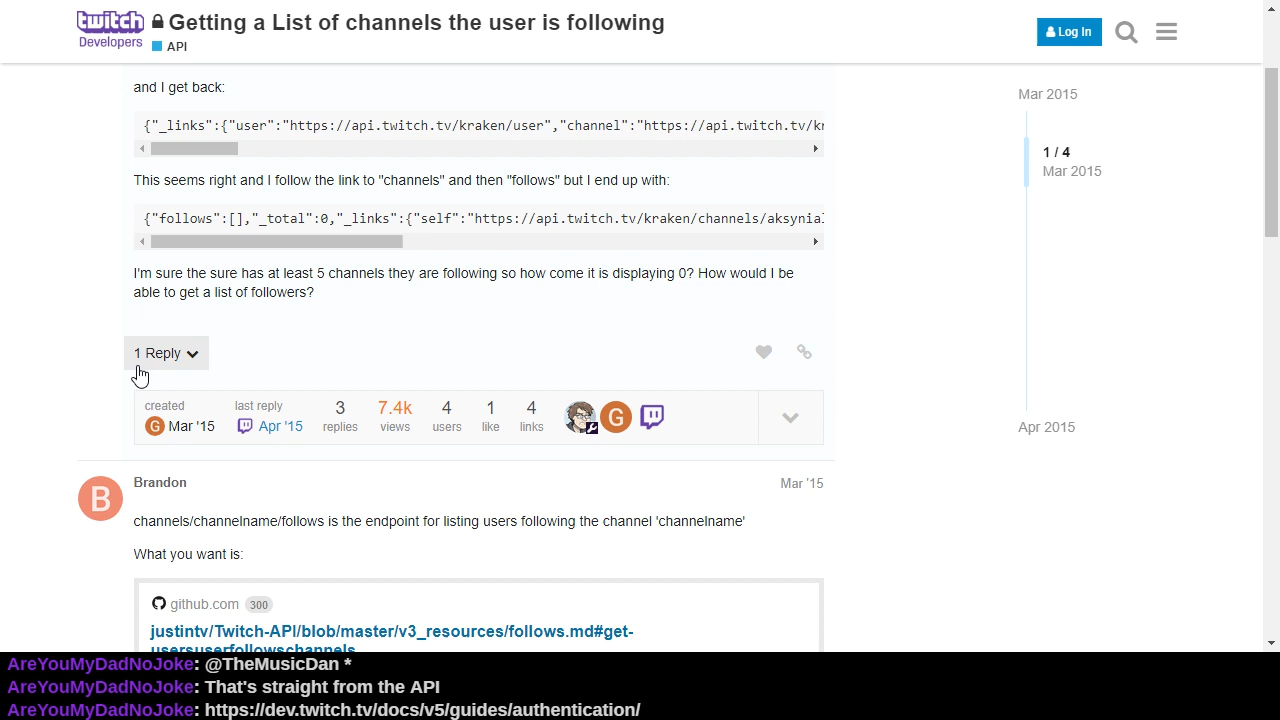 twitch
Developers
Getting a List of channels the user is following
API
Log In
and I get back:
{"_links":{"user":"https://api.twitch.tv/kraken/user","channel":"https://api.twitch.tv/kr
This seems right and I follow the link to "channels" and then "follows" but I end up with:
{"follows":[],"_total":0,"_links":{"self":"https://api.twitch.tv/kraken/channels/aksynial
I'm sure the sure has at least 5 channels they are following so how come it is displaying 0? How would I be
able to get a list of followers?
1 Reply
created
G Mar '15
last reply
Apr '15
3
replies
7.4k
views
4
users
1
like
4
links
G
Mar 2015
1 / 4
Mar 2015
Apr 2015
B
Brandon
Mar '15
channels/channelname/follows is the endpoint for listing users following the channel 'channelname'
What you want is:
github.com 300
justintv/Twitch-API/blob/master/v3_resources/follows.md#get-
usersuserfollowschannels
AreYouMyDadNoJoke: @TheMusicDan *
AreYouMyDadNoJoke: That's straight from the API
AreYouMyDadNoJoke: https://dev.twitch.tv/docs/v5/guides/authentication/